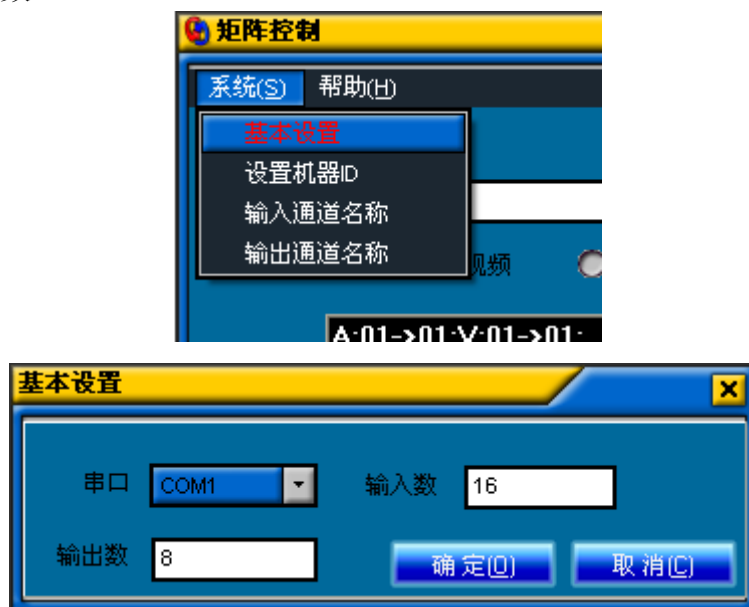 矩阵控制
系统(S) 帮助(H)
基本设置
设置机器ID
输入通道名称
输出通道名称
视频
A:01->01:V:01->01:
基本设置
串口 COM1 输入数 16
输出数 8 确 定(O) 取 消(C)